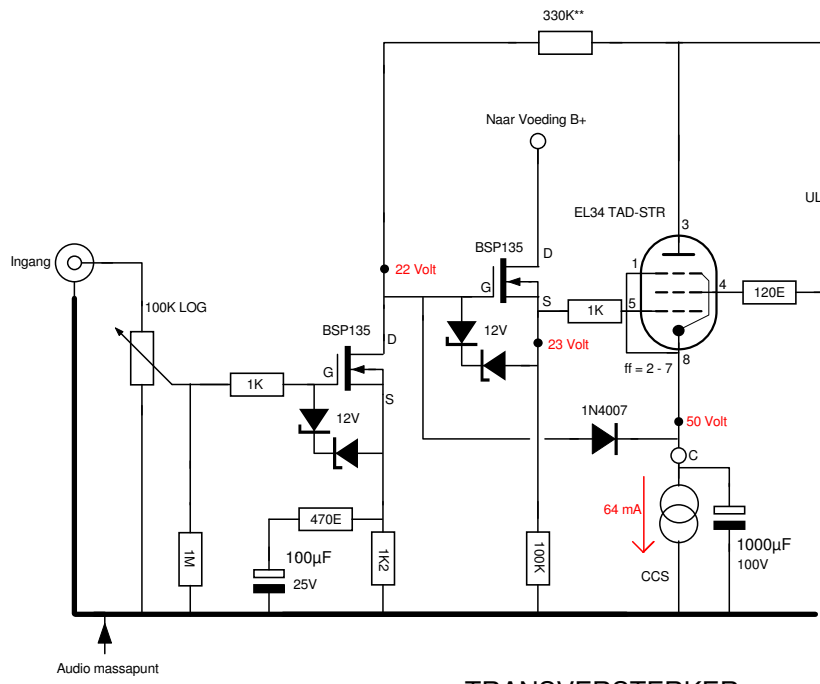 330K**
Naar Voeding B+
EL34 TAD-STR
UL
3
BSP135
D
1
Ingang
22 Volt
G
4
120E
100K LOG
S
1K
5
BSP135
12V
23 Volt
D
8
ff = 2 - 7
1K
G
S
1N4007
50 Volt
12V
C
470E
64 mA
100µF
25V
1M
1K2
100K
1000µF
100V
CCS
Audio massapunt